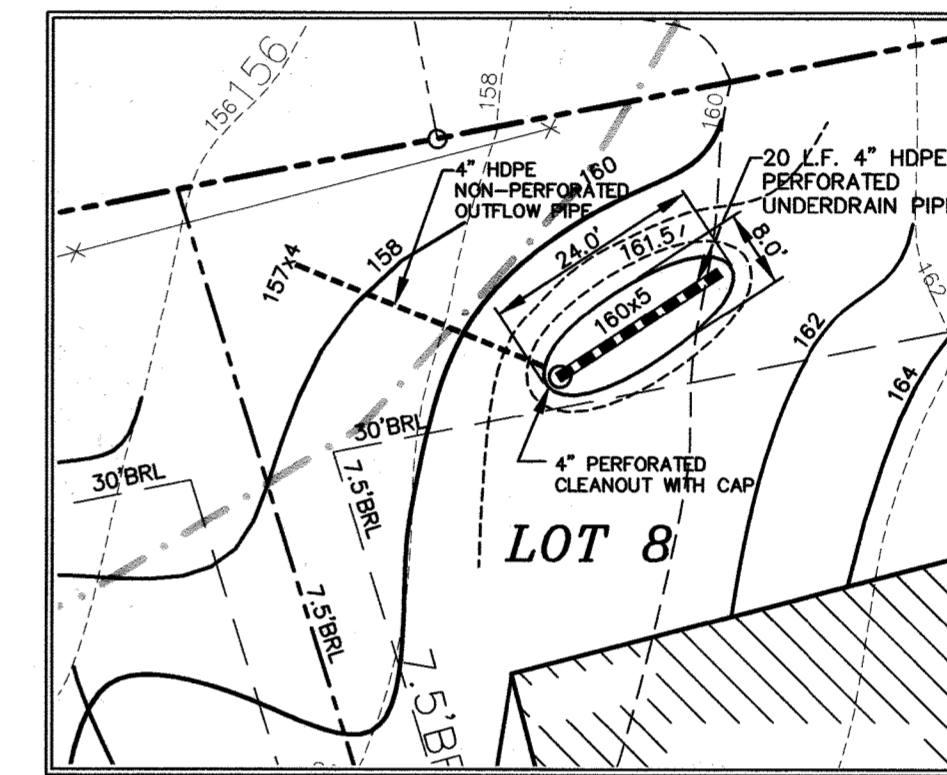 156
156
158
160
4" HDPE
NON-PERFORATED
OUTFLOW PIPE
160
20 L.F. 4" HDPE
PERFORATED
UNDERDRAIN PIPE
24.0'
161.5
8.0'
157x4
158
160x5
162
162
164
30'BRL
30'BRL
7.5'BRL
4" PERFORATED
CLEANOUT WITH CAP
LOT 8
7.5'BRL
7.5'BR